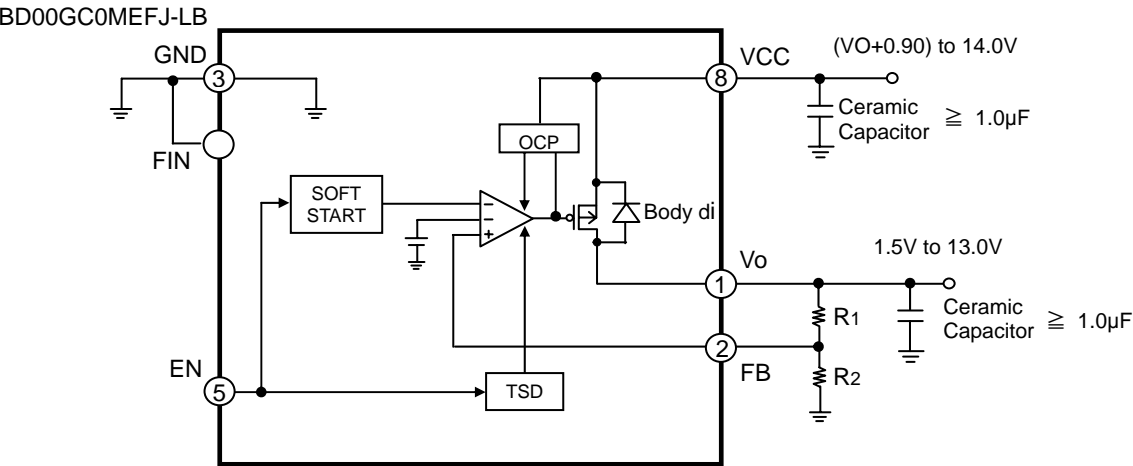 BD00GC0MEFJ-LB
GND
3
FIN
VCC
8
(VO+0.90) to 14.0V
Ceramic
Capacitor ≧ 1.0µF
OCP
SOFT
START
Body di
Vo
1
1.5V to 13.0V
R1
Ceramic
Capacitor ≧ 1.0µF
2
FB
R2
EN
5
TSD